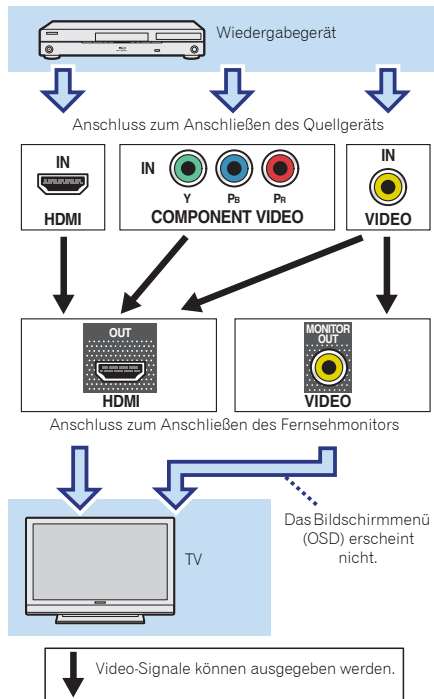 Wiedergabegerät
Anschluss zum Anschließen des Quellgeräts
IN
HDMI
IN
Y PB PR
COMPONENT VIDEO
IN
VIDEO
OUT
HDMI
MONITOR
OUT
VIDEO
Anschluss zum Anschließen des Fernsehmonitors
TV
Das Bildschirmmenü
(OSD) erscheint
nicht.
Video-Signale können ausgegeben werden.